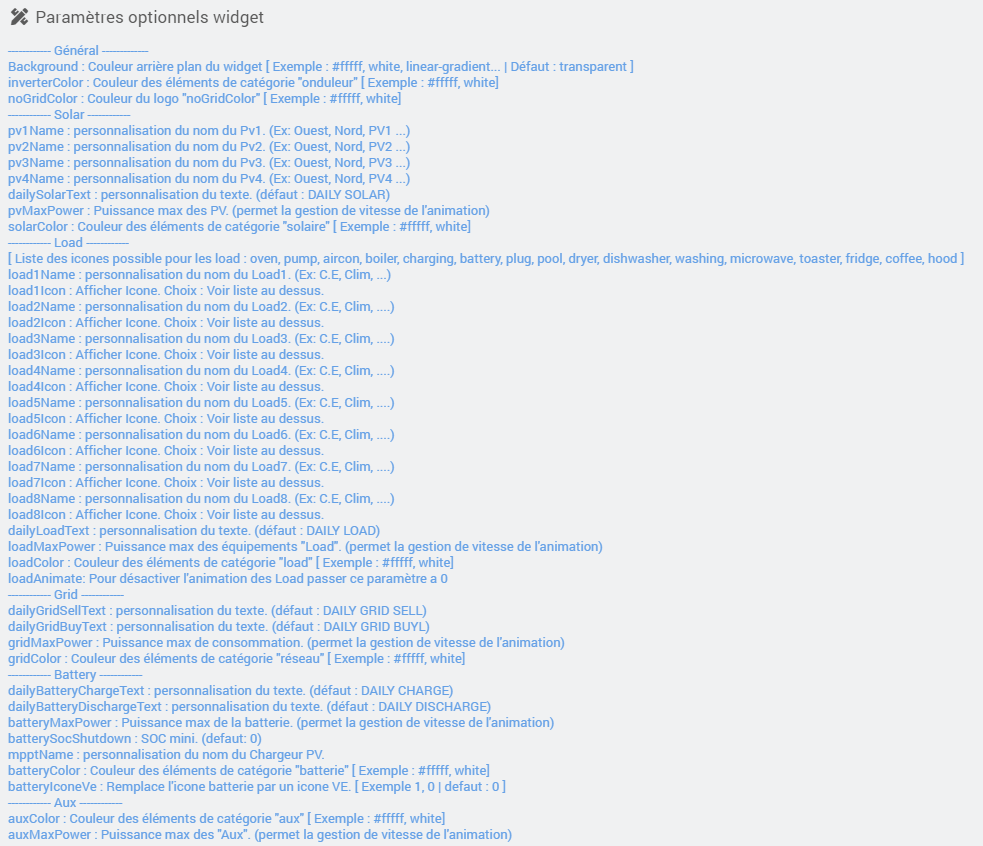 Paramètres optionnels widget
------------ Général -------------
Background : Couleur arrière plan du widget [ Exemple : #fffff, white, linear-gradient... | Défaut : transparent ]
inverterColor : Couleur des éléments de catégorie "onduleur" [ Exemple : #fffff, white]
noGridColor : Couleur du logo "noGridColor" [ Exemple : #fffff, white]
------------ Solar ------------
pv1Name : personnalisation du nom du Pv1. (Ex: Ouest, Nord, PV1 ...)
pv2Name : personnalisation du nom du Pv2. (Ex: Ouest, Nord, PV2 ...)
pv3Name : personnalisation du nom du Pv3. (Ex: Ouest, Nord, PV3 ...)
pv4Name : personnalisation du nom du Pv4. (Ex: Ouest, Nord, PV4 ...)
dailySolarText : personnalisation du texte. (défaut : DAILY SOLAR)
pvMaxPower : Puissance max des PV. (permet la gestion de vitesse de l'animation)
solarColor : Couleur des éléments de catégorie "solaire" [ Exemple : #fffff, white]
------------ Load ------------
[ Liste des icones possible pour les load : oven, pump, aircon, boiler, charging, battery, plug, pool, dryer, dishwasher, washing, microwave, toaster, fridge, coffee, hood ]
load1Name : personnalisation du nom du Load1. (Ex: C.E, Clim, ...)
load1Icon : Afficher Icone. Choix : Voir liste au dessus.
load2Name : personnalisation du nom du Load2. (Ex: C.E, Clim, ....)
load2Icon : Afficher Icone. Choix : Voir liste au dessus.
load3Name : personnalisation du nom du Load3. (Ex: C.E, Clim, ....)
load3Icon : Afficher Icone. Choix : Voir liste au dessus.
load4Name : personnalisation du nom du Load4. (Ex: C.E, Clim, ....)
load4Icon : Afficher Icone. Choix : Voir liste au dessus.
load5Name : personnalisation du nom du Load5. (Ex: C.E, Clim, ....)
load5Icon : Afficher Icone. Choix : Voir liste au dessus.
load6Name : personnalisation du nom du Load6. (Ex: C.E, Clim, ....)
load6Icon : Afficher Icone. Choix : Voir liste au dessus.
load7Name : personnalisation du nom du Load7. (Ex: C.E, Clim, ....)
load7Icon : Afficher Icone. Choix : Voir liste au dessus.
load8Name : personnalisation du nom du Load8. (Ex: C.E, Clim, ....)
load8Icon : Afficher Icone. Choix : Voir liste au dessus.
dailyLoadText : personnalisation du texte. (défaut : DAILY LOAD)
loadMaxPower : Puissance max des équipements "Load". (permet la gestion de vitesse de l'animation)
loadColor : Couleur des éléments de catégorie "load" [ Exemple : #fffff, white]
loadAnimate: Pour désactiver l'animation des Load passer ce paramètre a 0
------------ Grid ------------
dailyGridSellText : personnalisation du texte. (défaut : DAILY GRID SELL)
dailyGridBuyText : personnalisation du texte. (défaut : DAILY GRID BUYL)
gridMaxPower : Puissance max de consommation. (permet la gestion de vitesse de l'animation)
gridColor : Couleur des éléments de catégorie "réseau" [ Exemple : #fffff, white]
------------ Battery ------------
dailyBatteryChargeText : personnalisation du texte. (défaut : DAILY CHARGE)
dailyBatteryDischargeText : personnalisation du texte. (défaut : DAILY DISCHARGE)
batteryMaxPower : Puissance max de la batterie. (permet la gestion de vitesse de l'animation)
batterySocShutdown : SOC mini. (defaut: 0)
mpptName : personnalisation du nom du Chargeur PV.
batteryColor : Couleur des éléments de catégorie "batterie" [ Exemple : #fffff, white]
batteryIconeVe : Remplace l'icone batterie par un icone VE. [ Exemple 1, 0 | defaut : 0 ]
------------ Aux ------------
auxColor : Couleur des éléments de catégorie "aux" [ Exemple : #fffff, white]
auxMaxPower : Puissance max des "Aux". (permet la gestion de vitesse de l'animation)